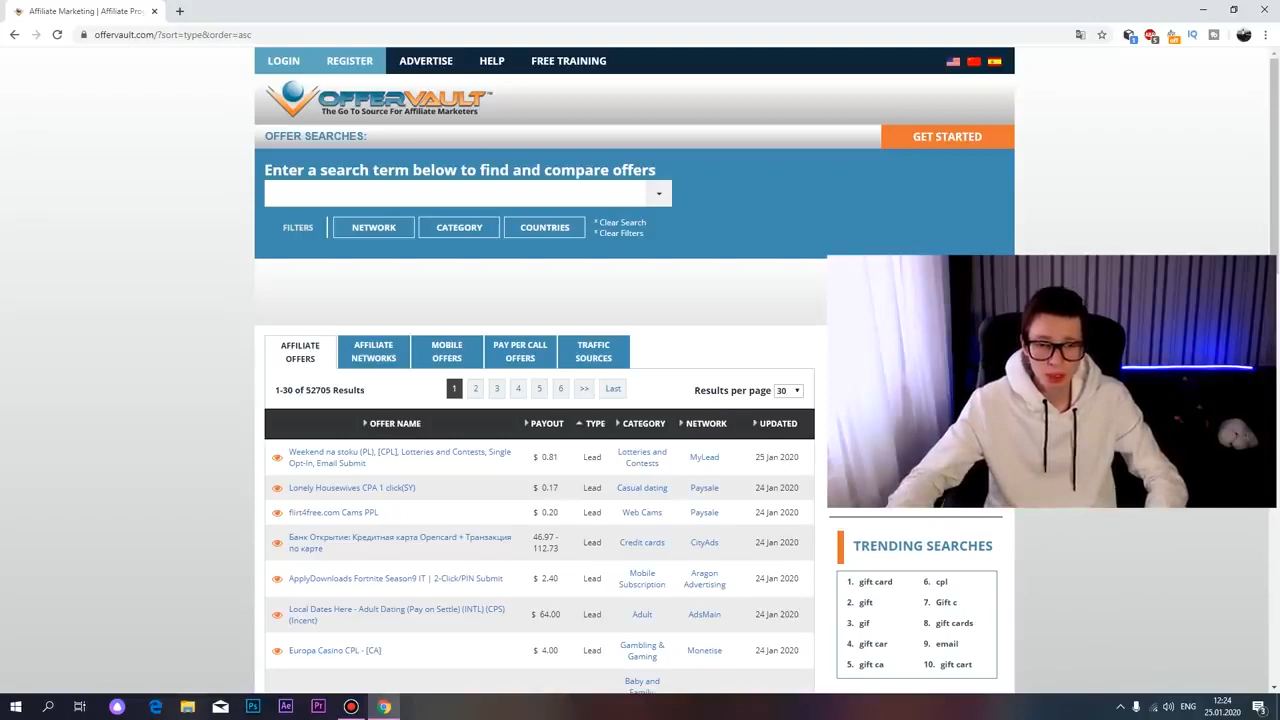 Affiliate Marketing | Affiliate Pro
offervault.com/?sort=type&order=asc
LOGIN
REGISTER
ADVERTISE
HELP
FREE TRAINING
OFFERVAULT™
The Go To Source For Affiliate Marketers
OFFER SEARCHES:
GET STARTED
Enter a search term below to find and compare offers
FILTERS
NETWORK
CATEGORY
COUNTRIES
* Clear Search
* Clear Filters
AFFILIATE
OFFERS
AFFILIATE
NETWORKS
MOBILE
OFFERS
PAY PER CALL
OFFERS
TRAFFIC
SOURCES
1-30 of 52705 Results
1 2 3 4 5 6 >> Last
Results per page 30
OFFER NAME PAYOUT TYPE CATEGORY NETWORK UPDATED
Weekend na stoku (PL), [CPL], Lotteries and Contests, Single
Opt-In, Email Submit
$ 0.81
Lead
Lotteries and
Contests
MyLead
25 Jan 2020
Lonely Housewives CPA 1 click(SY) $ 0.17 Lead Casual dating Paysale 24 Jan 2020
flirt4free.com Cams PPL $ 0.20 Lead Web Cams Paysale 24 Jan 2020
Банк Открытие: Кредитная карта Opencard + Транзакция
по карте
46.97 -
112.73
Lead
Credit cards
CityAds
24 Jan 2020
ApplyDownloads Fortnite Season9 IT | 2-Click/PIN Submit
$ 2.40
Lead
Mobile
Subscription
Aragon
Advertising
24 Jan 2020
Local Dates Here - Adult Dating (Pay on Settle) (INTL) (CPS)
(Incent)
$ 64.00
Lead
Adult
AdsMain
24 Jan 2020
Europa Casino CPL - [CA]
$ 4.00
Lead
Gambling &
Gaming
Monetise
24 Jan 2020
Baby and
Family
TRENDING SEARCHES
1. gift card
2. gift
3. gif
4. gift car
5. gift ca
6. cpl
7. Gift c
8. gift cards
9. email
10. gift cart
Ps
Ae
Pr
ENG
12:24
25.01.2020